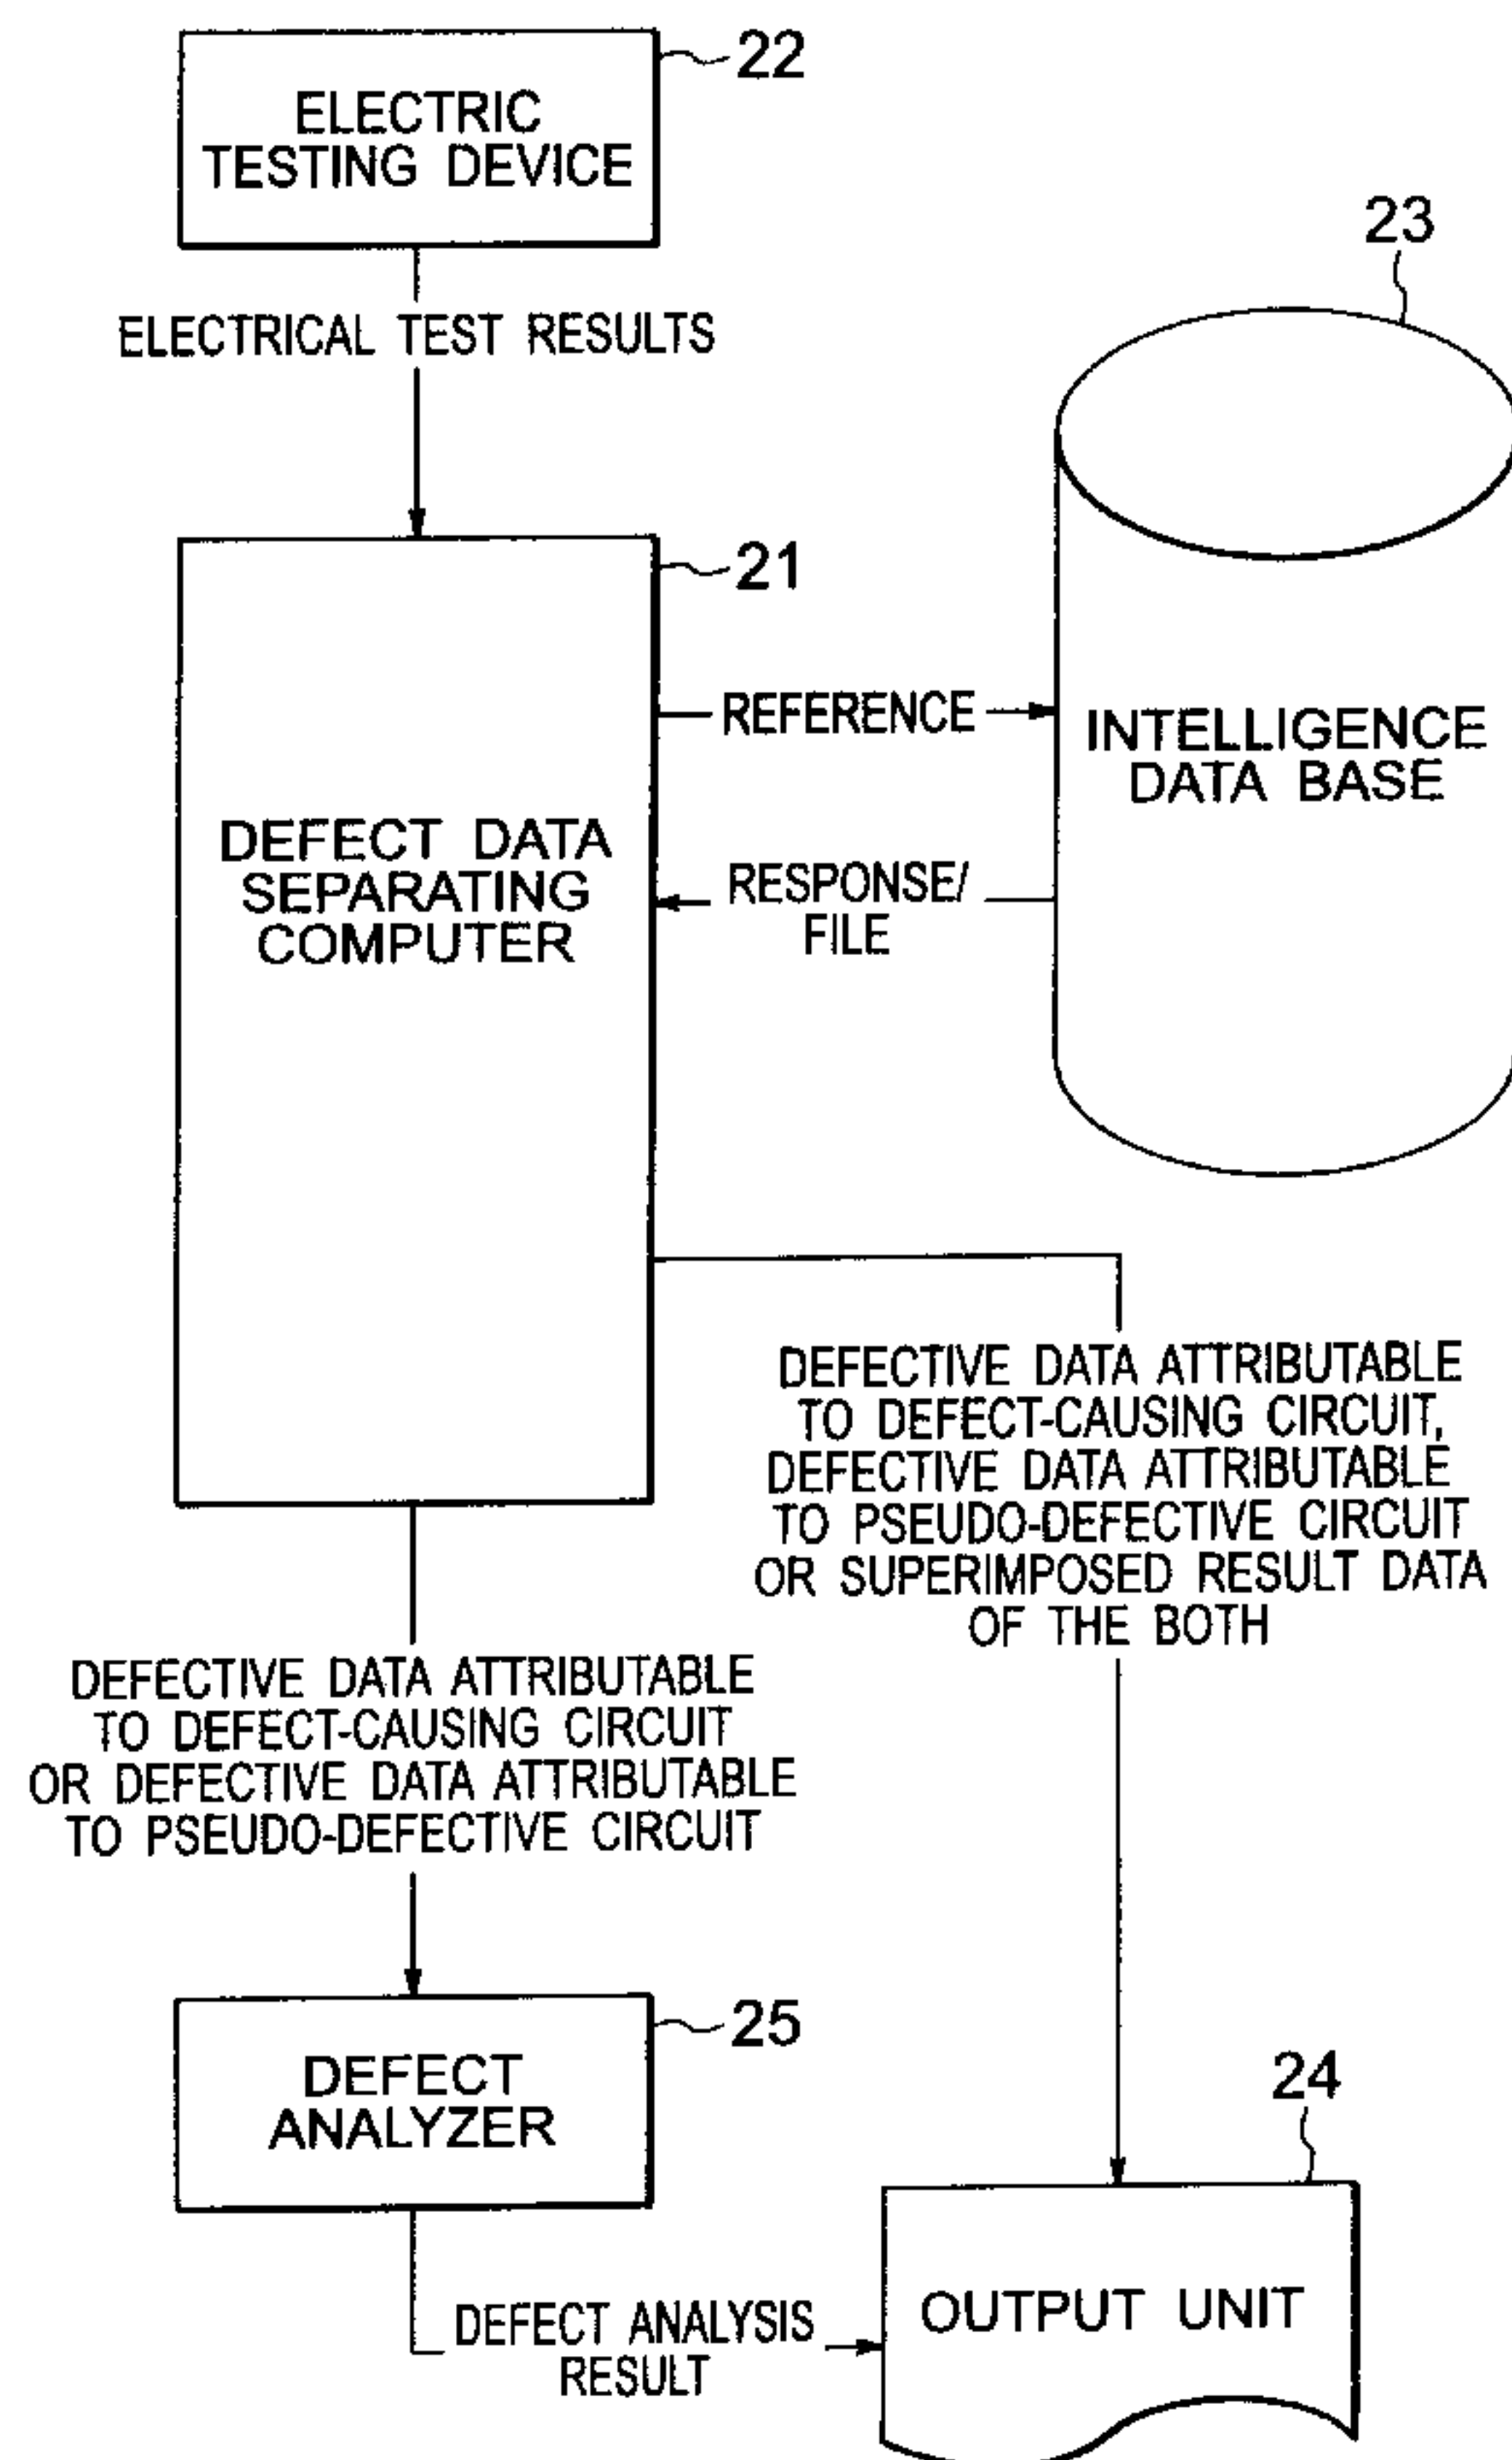 22
ELECTRIC
TESTING DEVICE
23
ELECTRICAL TEST RESULTS
21
REFERENCE
INTELLIGENCE
DATA BASE
DEFECT DATA
SEPARATING
COMPUTER
RESPONSE/
FILE
DEFECTIVE DATA ATTRIBUTABLE
TO DEFECT-CAUSING CIRCUIT,
DEFECTIVE DATA ATTRIBUTABLE
TO PSEUDO-DEFECTIVE CIRCUIT
OR SUPERIMPOSED RESULT DATA
OF THE BOTH
DEFECTIVE DATA ATTRIBUTABLE
TO DEFECT-CAUSING CIRCUIT
OR DEFECTIVE DATA ATTRIBUTABLE
TO PSEUDO-DEFECTIVE CIRCUIT
25
DEFECT
ANALYZER
24
OUTPUT UNIT
DEFECT ANALYSIS
RESULT